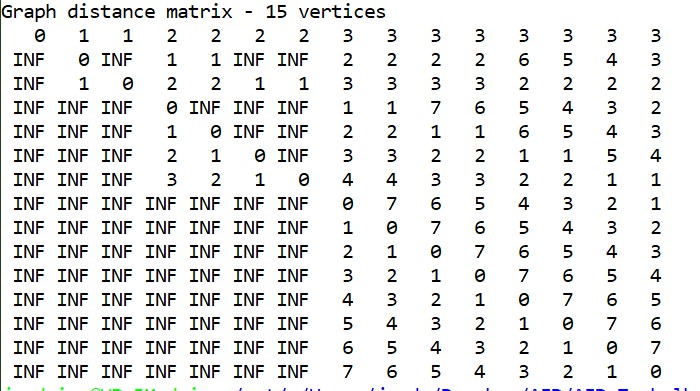 Graph distance matrix - 15 vertices
0 1 1 2 2 2 2 3 3 3 3 3 3 3 3
INF 0 INF 1 1 INF INF 2 2 2 2 6 5 4 3
INF 1 0 2 2 1 1 3 3 3 3 2 2 2 2
INF INF INF 0 INF INF INF 1 1 7 6 5 4 3 2
INF INF INF 1 0 INF INF 2 2 1 1 6 5 4 3
INF INF INF 2 1 0 INF 3 3 2 2 1 1 5 4
INF INF INF 3 2 1 0 4 4 3 3 2 2 1 1
INF INF INF INF INF INF INF 0 7 6 5 4 3 2 1
INF INF INF INF INF INF INF 1 0 7 6 5 4 3 2
INF INF INF INF INF INF INF 2 1 0 7 6 5 4 3
INF INF INF INF INF INF INF 3 2 1 0 7 6 5 4
INF INF INF INF INF INF INF 4 3 2 1 0 7 6 5
INF INF INF INF INF INF INF 5 4 3 2 1 0 7 6
INF INF INF INF INF INF INF 6 5 4 3 2 1 0 7
INF INF INF INF INF INF INF 7 6 5 4 3 2 1 0